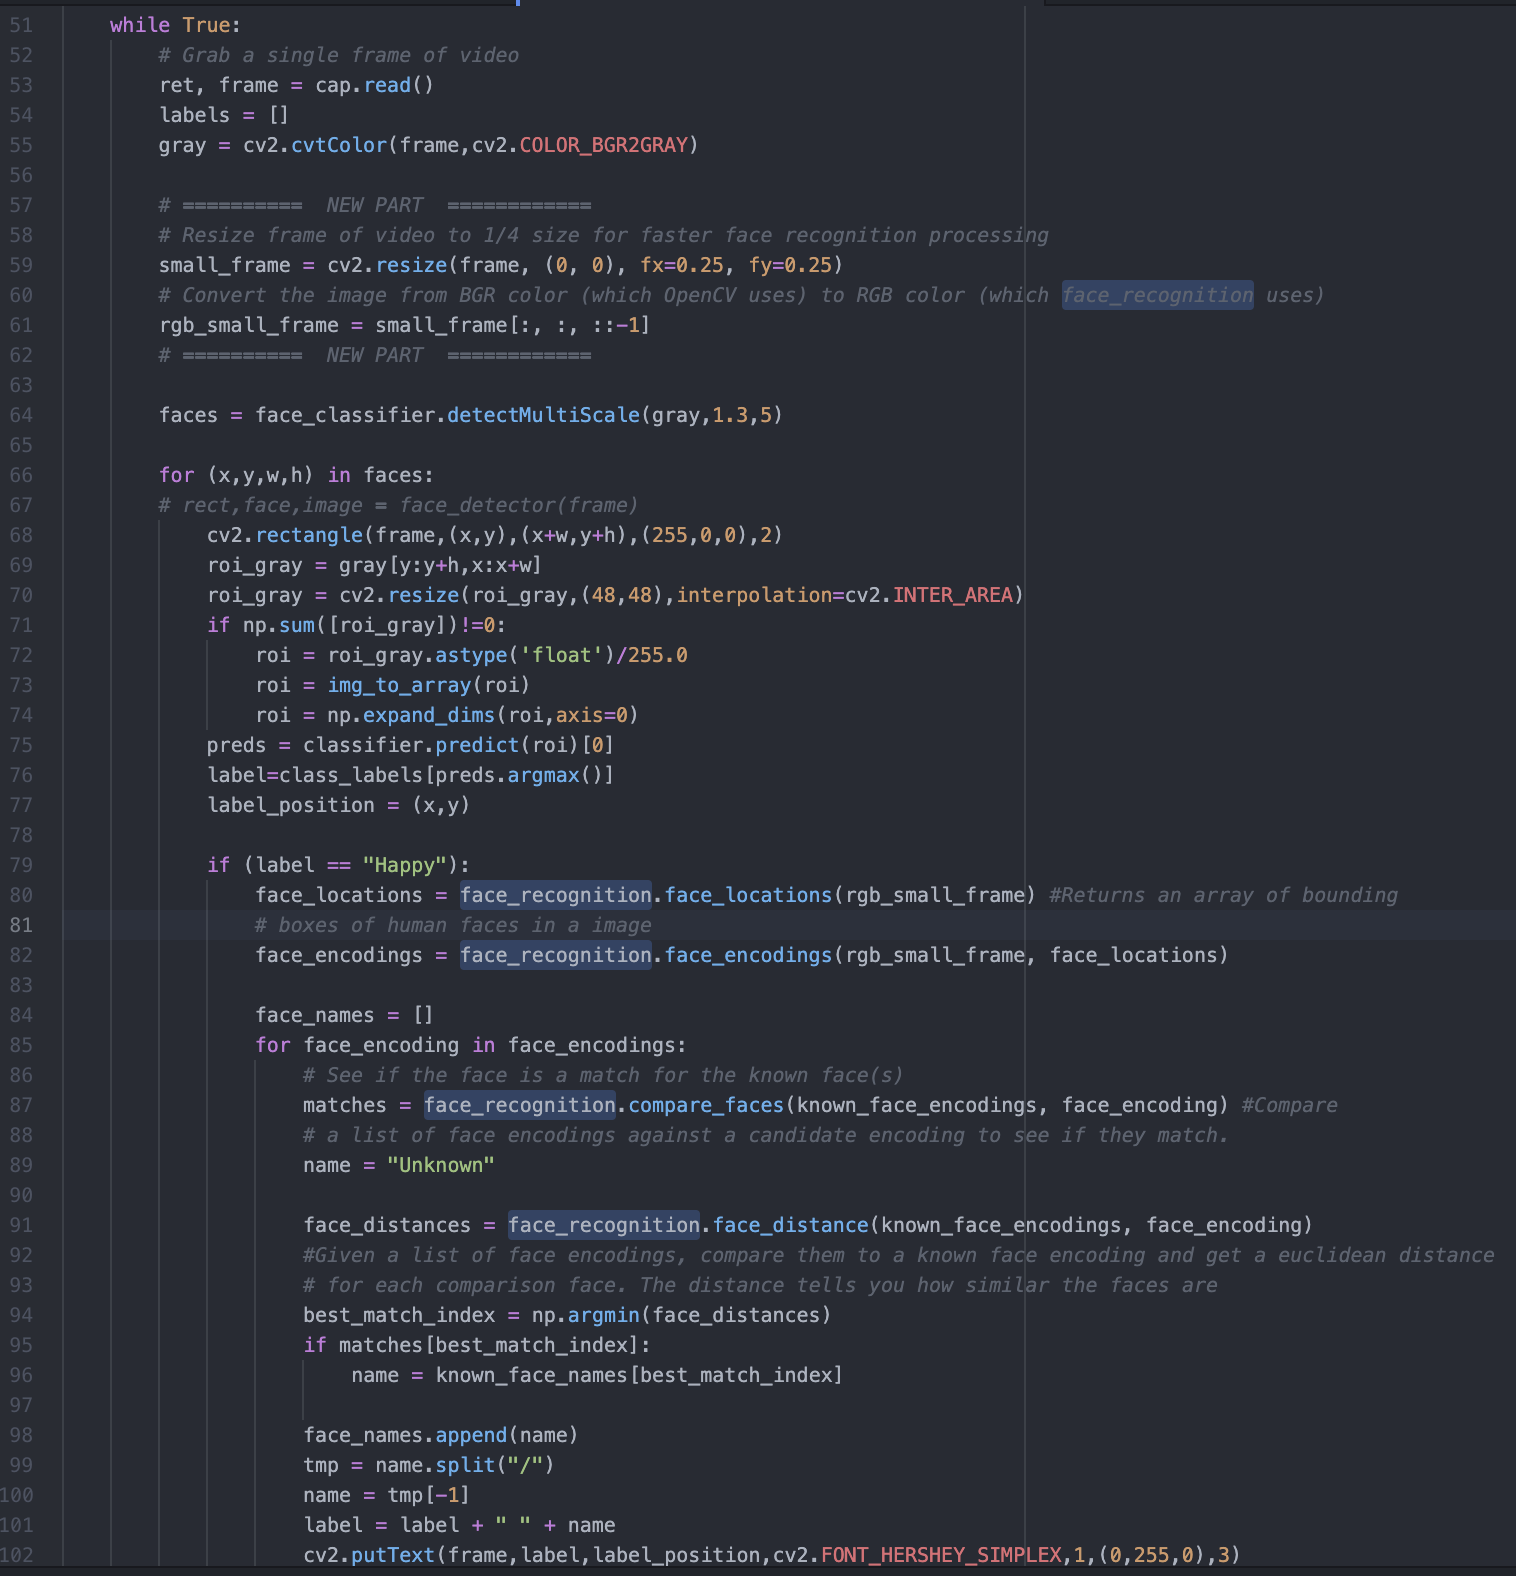 51 while True:
52 # Grab a single frame of video
53 ret, frame = cap.read()
54 labels = []
55 gray = cv2.cvtColor(frame,cv2.COLOR_BGR2GRAY)
56
57 # ========== NEW PART ============
58 # Resize frame of video to 1/4 size for faster face recognition processing
59 small_frame = cv2.resize(frame, (0, 0), fx=0.25, fy=0.25)
60 # Convert the image from BGR color (which OpenCV uses) to RGB color (which face_recognition uses)
61 rgb_small_frame = small_frame[:, :, ::-1]
62 # ========== NEW PART ============
63
64 faces = face_classifier.detectMultiScale(gray,1.3,5)
65
66 for (x,y,w,h) in faces:
67 # rect,face,image = face_detector(frame)
68 cv2.rectangle(frame,(x,y),(x+w,y+h),(255,0,0),2)
69 roi_gray = gray[y:y+h,x:x+w]
70 roi_gray = cv2.resize(roi_gray,(48,48),interpolation=cv2.INTER_AREA)
71 if np.sum([roi_gray])!=0:
72 roi = roi_gray.astype('float')/255.0
73 roi = img_to_array(roi)
74 roi = np.expand_dims(roi,axis=0)
75 preds = classifier.predict(roi)[0]
76 label=class_labels[preds.argmax()]
77 label_position = (x,y)
78
79 if (label == "Happy"):
80 face_locations = face_recognition.face_locations(rgb_small_frame) #Returns an array of bounding
81 # boxes of human faces in a image
82 face_encodings = face_recognition.face_encodings(rgb_small_frame, face_locations)
83
84 face_names = []
85 for face_encoding in face_encodings:
86 # See if the face is a match for the known face(s)
87 matches = face_recognition.compare_faces(known_face_encodings, face_encoding) #Compare
88 # a list of face encodings against a candidate encoding to see if they match.
89 name = "Unknown"
90
91 face_distances = face_recognition.face_distance(known_face_encodings, face_encoding)
92 #Given a list of face encodings, compare them to a known face encoding and get a euclidean distance
93 # for each comparison face. The distance tells you how similar the faces are
94 best_match_index = np.argmin(face_distances)
95 if matches[best_match_index]:
96 name = known_face_names[best_match_index]
97
98 face_names.append(name)
99 tmp = name.split("/")
100 name = tmp[-1]
101 label = label + " " + name
102 cv2.putText(frame,label,label_position,cv2.FONT_HERSHEY_SIMPLEX,1,(0,255,0),3)